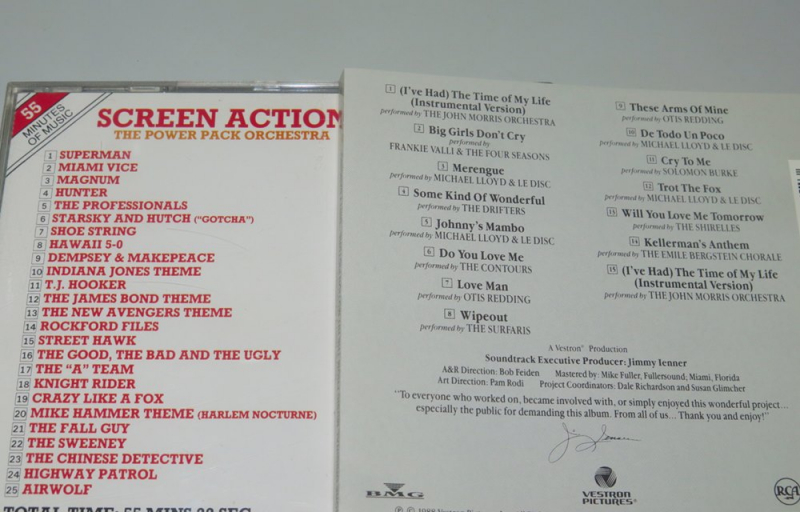 55
MINUTES
OF MUSIC
SCREEN ACTION
THE POWER PACK ORCHESTRA
1 SUPERMAN
2 MIAMI VICE
3 MAGNUM
4 HUNTER
5 THE PROFESSIONALS
6 STARSKY AND HUTCH ("GOTCHA")
7 SHOE STRING
8 HAWAII 5-0
9 DEMPSEY & MAKEPEACE
10 INDIANA JONES THEME
11 T.J. HOOKER
12 THE JAMES BOND THEME
13 THE NEW AVENGERS THEME
14 ROCKFORD FILES
15 STREET HAWK
16 THE GOOD, THE BAD AND THE UGLY
17 THE "A" TEAM
18 KNIGHT RIDER
19 CRAZY LIKE A FOX
20 MIKE HAMMER THEME (HARLEM NOCTURNE)
21 THE FALL GUY
22 THE SWEENEY
23 THE CHINESE DETECTIVE
24 HIGHWAY PATROL
25 AIRWOLF
TOTAL TIME: 55 MINS
1 (I've Had) The Time of My Life
(Instrumental Version)
performed by THE JOHN MORRIS ORCHESTRA
2 Big Girls Don't Cry
performed by
FRANKIE VALLI & THE FOUR SEASONS
3 Merengue
performed by MICHAEL LLOYD & LE DISC
4 Some Kind Of Wonderful
performed by THE DRIFTERS
5 Johnny's Mambo
performed by MICHAEL LLOYD & LE DISC
6 Do You Love Me
performed by THE CONTOURS
7 Love Man
performed by OTIS REDDING
8 Wipeout
performed by THE SURFARIS
9 These Arms Of Mine
performed by OTIS REDDING
10 De Todo Un Poco
performed by MICHAEL LLOYD & LE DISC
11 Cry To Me
performed by SOLOMON BURKE
12 Trot The Fox
performed by MICHAEL LLOYD & LE DISC
13 Will You Love Me Tomorrow
performed by THE SHIRELLES
14 Kellerman's Anthem
performed by THE EMILE BERGSTEIN CHORALE
15 (I've Had) The Time of My Life
(Instrumental Version)
performed by THE JOHN MORRIS ORCHESTRA
A Vestron® Production
Soundtrack Executive Producer: Jimmy Ienner
A&R Direction: Bob Feiden Mastered by: Mike Fuller, Fullersound, Miami, Florida
Art Direction: Pam Rodi Project Coordinators: Dale Richardson and Susan Glimcher
"To everyone who worked on, became involved with, or simply enjoyed this wonderful project...
especially the public for demanding this album. From all of us... Thank you and enjoy!"
Jim Ienner
BMG
VESTRON
PICTURES®
RCA
℗ © 1988 Vestron